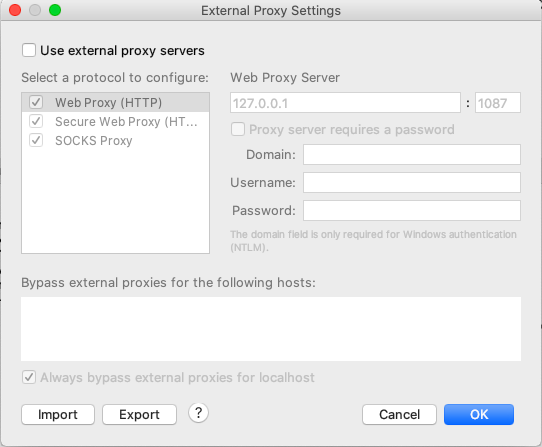 External Proxy Settings
Use external proxy servers
Select a protocol to configure:
Web Proxy (HTTP)
Secure Web Proxy (HT...
SOCKS Proxy
Web Proxy Server
127.0.0.1 : 1087
Proxy server requires a password
Domain:
Username:
Password:
The domain field is only required for Windows authentication
(NTLM).
Bypass external proxies for the following hosts:
Always bypass external proxies for localhost
Import Export ? Cancel OK